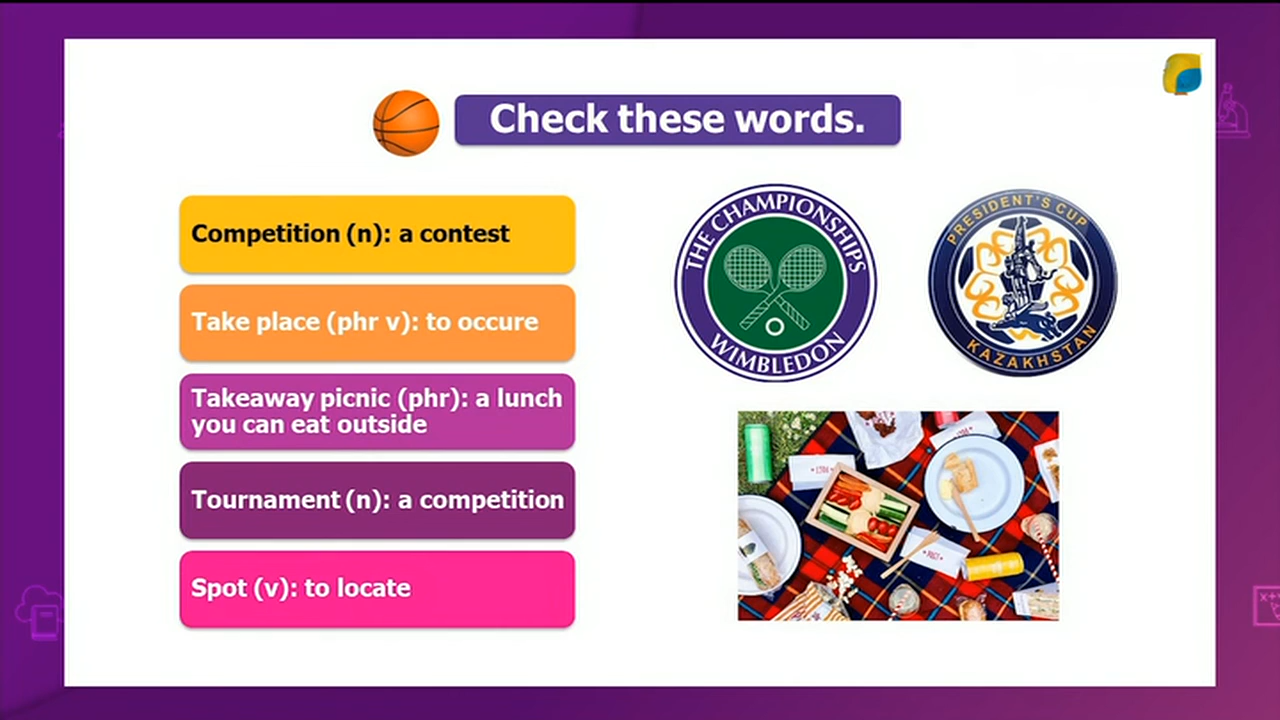 Check these words.
Competition (n): a contest
Take place (phr v): to occure
Takeaway picnic (phr): a lunch
you can eat outside
Tournament (n): a competition
Spot (v): to locate
THE CHAMPIONSHIPS
WIMBLEDON
PRESIDENT'S CUP
KAZAKHSTAN